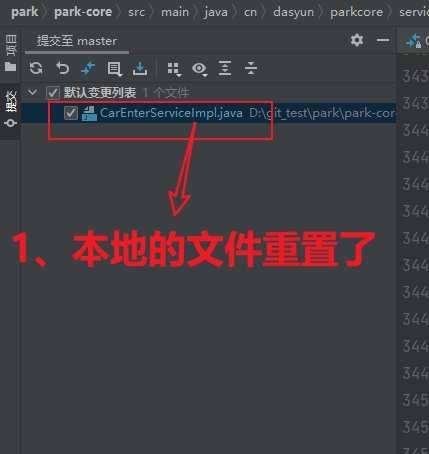 park park-core src main java cn dasyun parkcore servic
项目
提交
提交至 master
默认变更列表 1 个文件
CarEnterServiceImpl.java D:\git_test\park\park-cor
1、本地的文件重置了
343
343
344
344
344
344
344
344
344
344
344
344
345
345
345